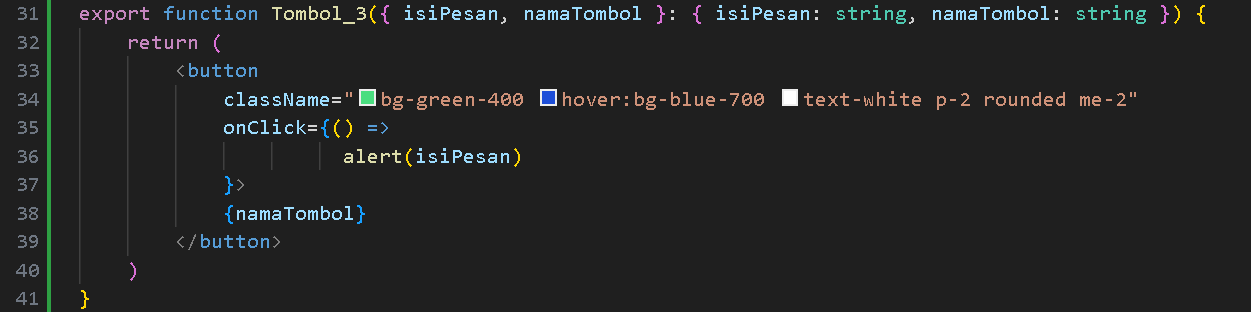 31 export function Tombol_3({ isiPesan, namaTombol }: { isiPesan: string, namaTombol: string }) {
32     return (
33         <button
34             className="bg-green-400 hover:bg-blue-700 text-white p-2 rounded me-2"
35             onClick={() =>
36                       alert(isiPesan)
37             }>
38             {namaTombol}
39         </button>
40     )
41 }